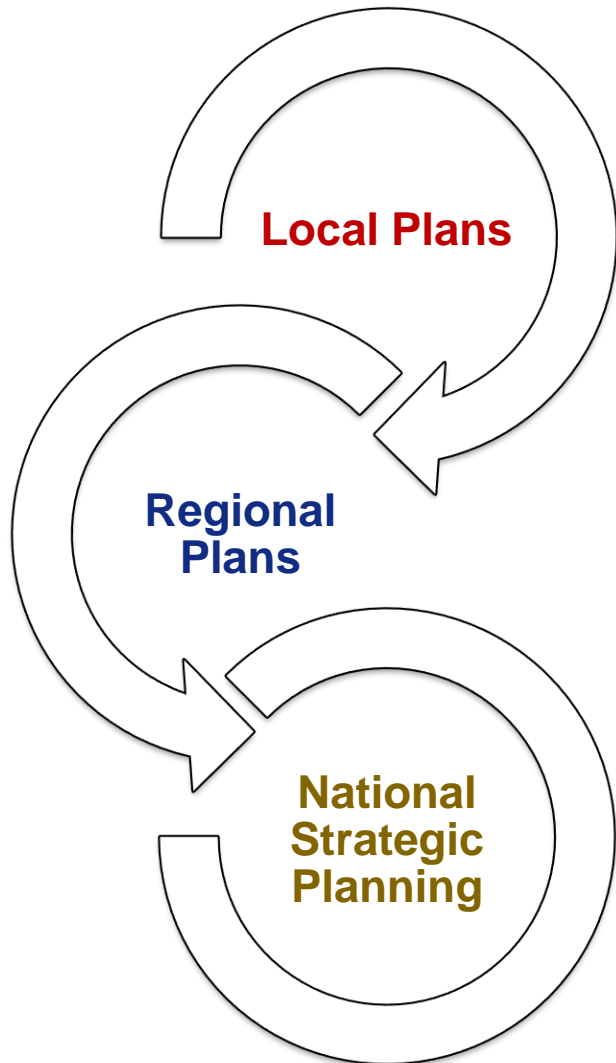 Local Plans
Regional
Plans
National
Strategic
Planning